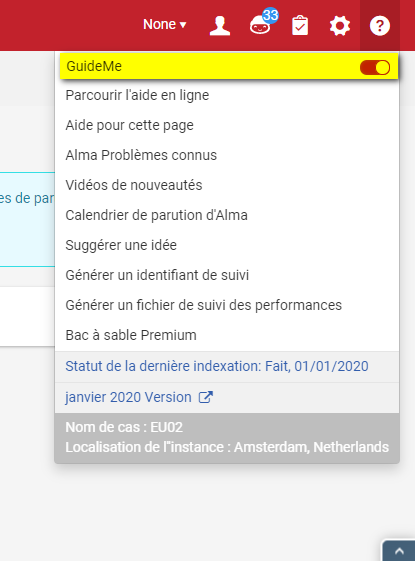 None
33
?
GuideMe
Parcourir l'aide en ligne
es de par
Aide pour cette page
Alma Problèmes connus
Vidéos de nouveautés
Calendrier de parution d'Alma
Suggérer une idée
Générer un identifiant de suivi
Générer un fichier de suivi des performances
Bac à sable Premium
Statut de la dernière indexation: Fait, 01/01/2020
janvier 2020 Version
Nom de cas : EU02
Localisation de l"instance : Amsterdam, Netherlands